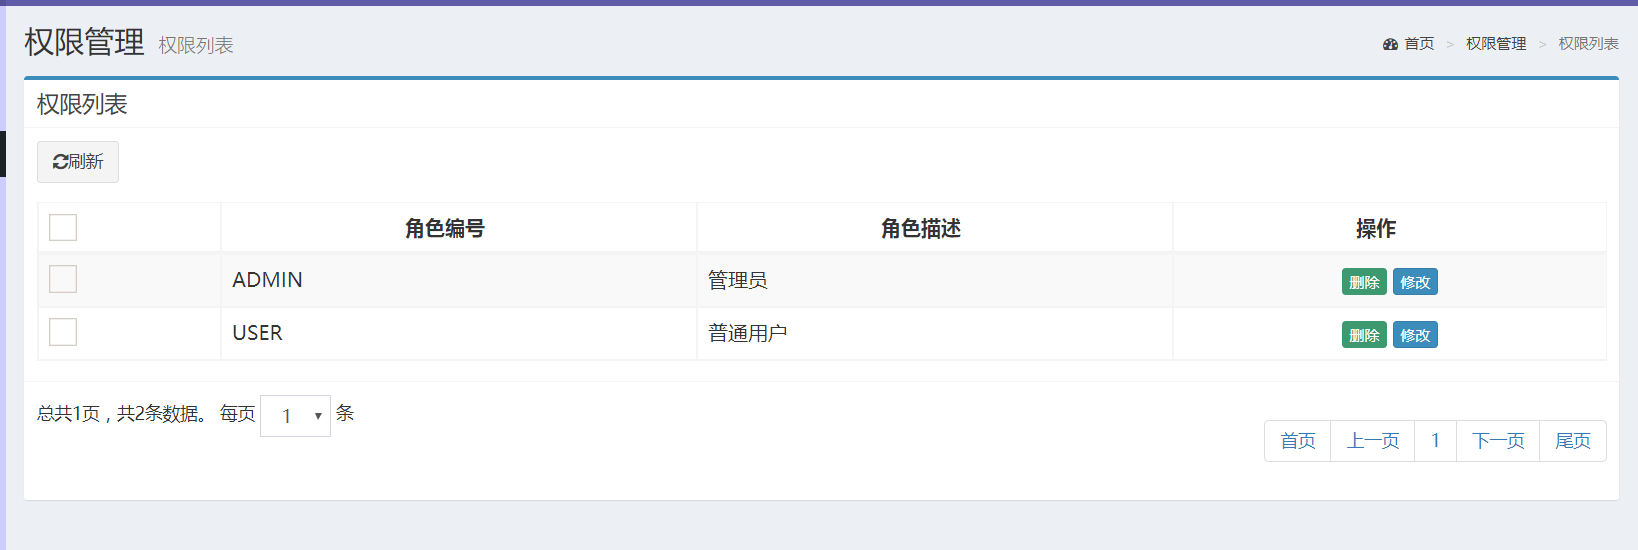 权限管理 权限列表
首页 > 权限管理 > 权限列表
权限列表
刷新
角色编号 角色描述 操作
ADMIN 管理员 删除 修改
USER 普通用户 删除 修改
总共1页，共2条数据。 每页 1 条
首页 上一页 1 下一页 尾页